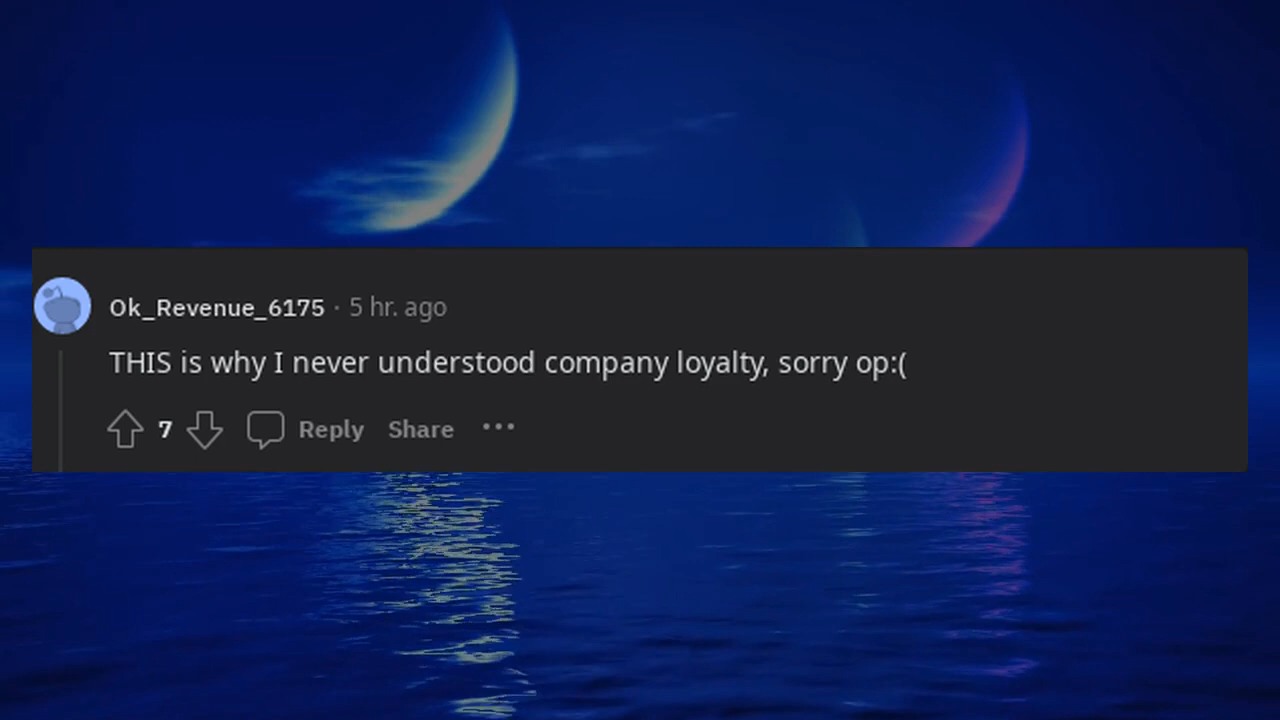 Ok_Revenue_6175 · 5 hr. ago
THIS is why I never understood company loyalty, sorry op:(
7 Reply Share •••